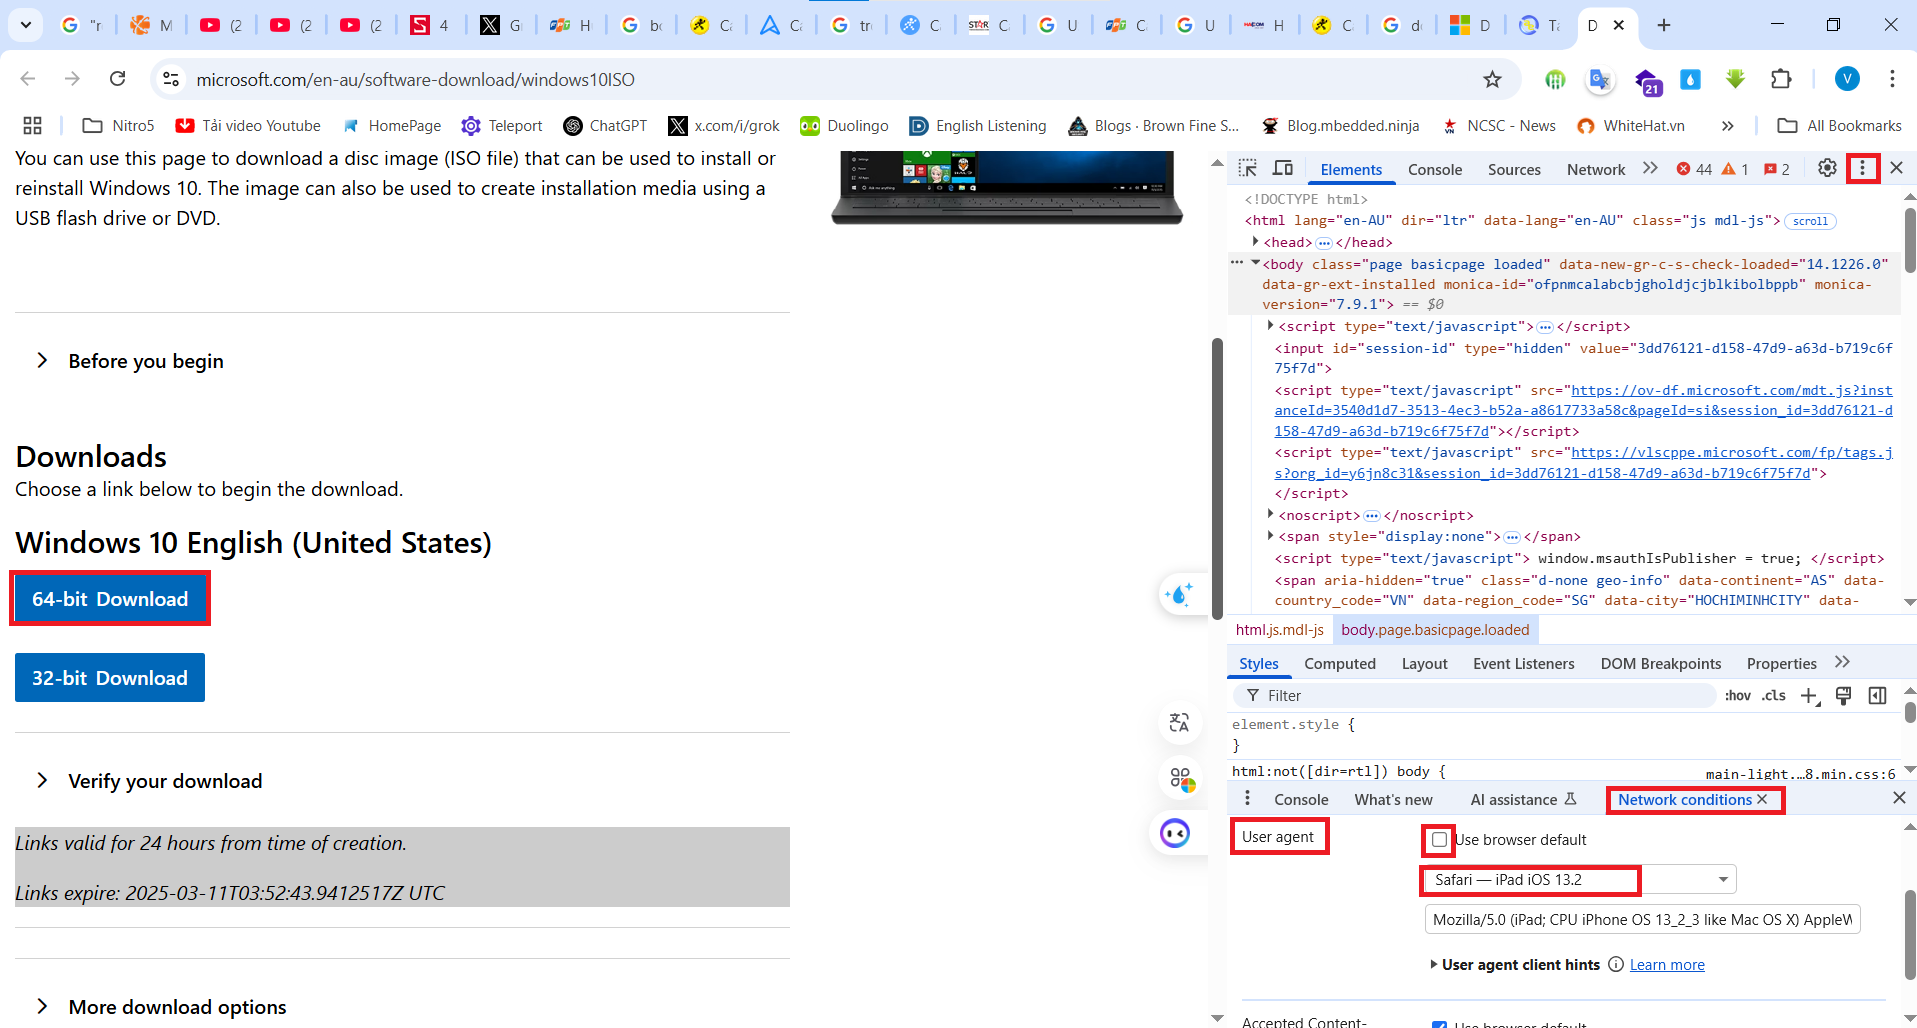 "r
M
(2
(2
(2
4
G
H
bo
Ca
Ca
tr
C
C
U
C
U
H
C
d
D
Ta
D
microsoft.com/en-au/software-download/windows10ISO
21
V
Nitro5
Tải video Youtube
HomePage
Teleport
ChatGPT
x.com/i/grok
Duolingo
English Listening
Blogs · Brown Fine S...
Blog.mbedded.ninja
NCSC - News
WhiteHat.vn
»
All Bookmarks
You can use this page to download a disc image (ISO file) that can be used to install or
reinstall Windows 10. The image can also be used to create installation media using a
USB flash drive or DVD.
Before you begin
Downloads
Choose a link below to begin the download.
Windows 10 English (United States)
64-bit Download
32-bit Download
Verify your download
Links valid for 24 hours from time of creation.
Links expire: 2025-03-11T03:52:43.9412517Z UTC
More download options
Elements
Console
Sources
Network
44
1
2
<!DOCTYPE html>
<html lang="en-AU" dir="ltr" data-lang="en-AU" class="js mdl-js"> scroll
<head> ••• </head>
••• <body class="page basicpage loaded" data-new-gr-c-s-check-loaded="14.1226.0"
data-gr-ext-installed monica-id="ofpnmcalabcbjgholdjcjblkibolbppb" monica-
version="7.9.1"> == $0
<script type="text/javascript"> ••• </script>
<input id="session-id" type="hidden" value="3dd76121-d158-47d9-a63d-b719c6f
75f7d">
<script type="text/javascript" src="https://ov-df.microsoft.com/mdt.js?inst
anceId=3540d1d7-3513-4ec3-b52a-a8617733a58c&pageId=si&session_id=3dd76121-d
158-47d9-a63d-b719c6f75f7d"></script>
<script type="text/javascript" src="https://vlscppe.microsoft.com/fp/tags.j
s?org_id=y6jn8c31&session_id=3dd76121-d158-47d9-a63d-b719c6f75f7d">
</script>
<noscript> ••• </noscript>
<span style="display:none"> ••• </span>
<script type="text/javascript"> window.msauthIsPublisher = true; </script>
<span aria-hidden="true" class="d-none geo-info" data-continent="AS" data-
country_code="VN" data-region_code="SG" data-city="HOCHIMINHCITY" data-
html.js.mdl-js
body.page.basicpage.loaded
Styles
Computed
Layout
Event Listeners
DOM Breakpoints
Properties
Filter
:hov
.cls
element.style {
}
html:not([dir=rtl]) body {
main-light.…8.min.css:6
Console
What's new
AI assistance
Network conditions
User agent
Use browser default
Safari — iPad iOS 13.2
Mozilla/5.0 (iPad; CPU iPhone OS 13_2_3 like Mac OS X) AppleW
User agent client hints
Learn more
Accepted Content-
Use browser default